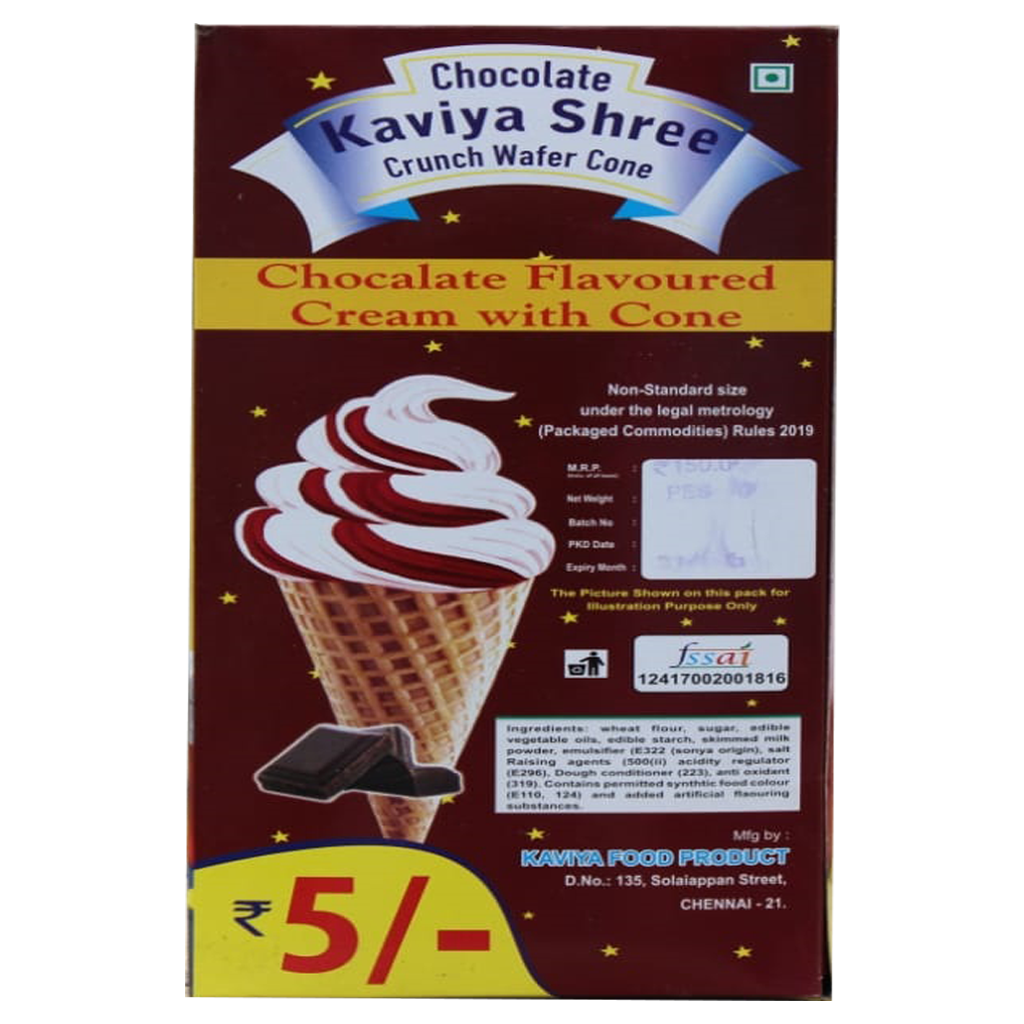 Chocolate
Kaviya Shree
Crunch Wafer Cone
Chocalate Flavoured
Cream with Cone
Non-Standard size
under the legal metrology
(Packaged Commodities) Rules 2019
M.R.P. :
Net Weight :
Batch No :
PKD Date :
Expiry Month :
The Picture Shown on this pack for
Illustration Purpose Only
fssai
12417002001816
Ingredients: wheat flour, sugar, edible
vegetable oils, edible starch, skimmed milk
powder, emulsifier (E322 (sonya origin), salt
Raising agents (500(ii) acidity regulator
(E296), Dough conditioner (223), anti oxidant
(319). Contains permitted synthtic food colour
(E110, 124) and added artificial flaouring
substances.
Mfg by :
KAVIYA FOOD PRODUCT
D.No.: 135, Solaiappan Street,
CHENNAI - 21.
₹5/-